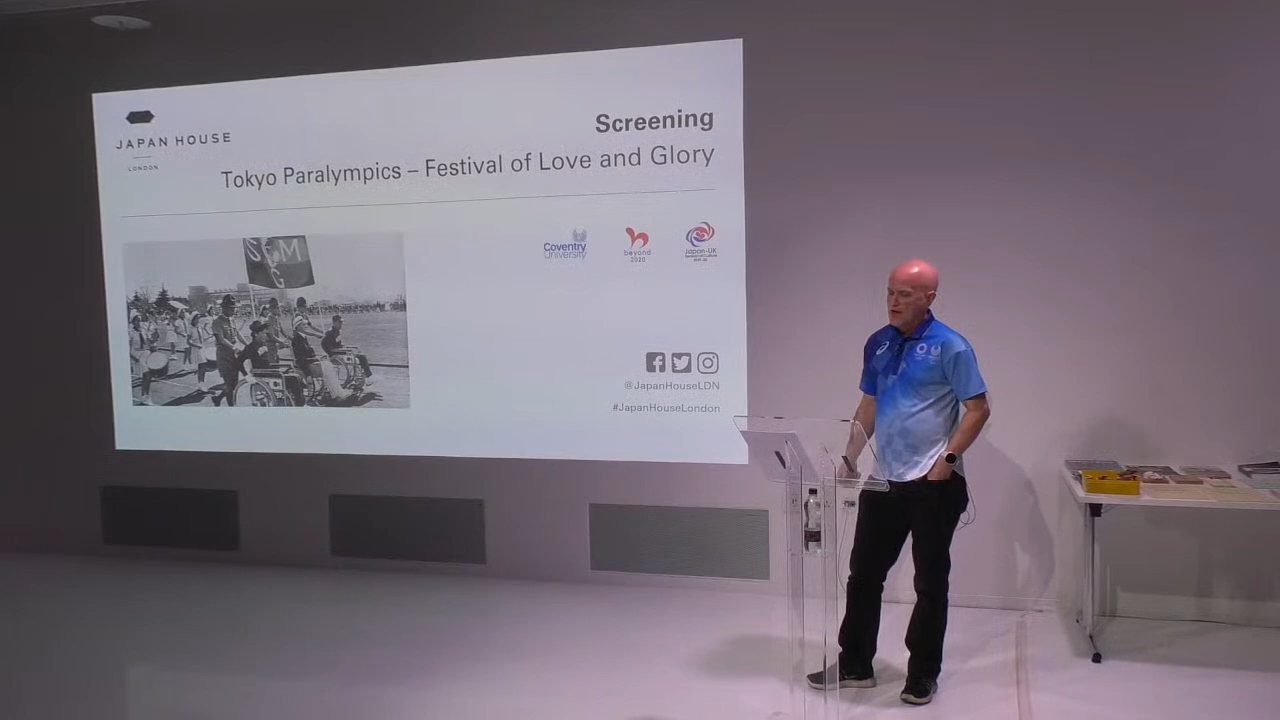 JAPAN HOUSE
LONDON
Screening
Tokyo Paralympics – Festival of Love and Glory
Coventry
University
beyond
2020
Japan-UK
@JapanHouseLDN
#JapanHouseLondon